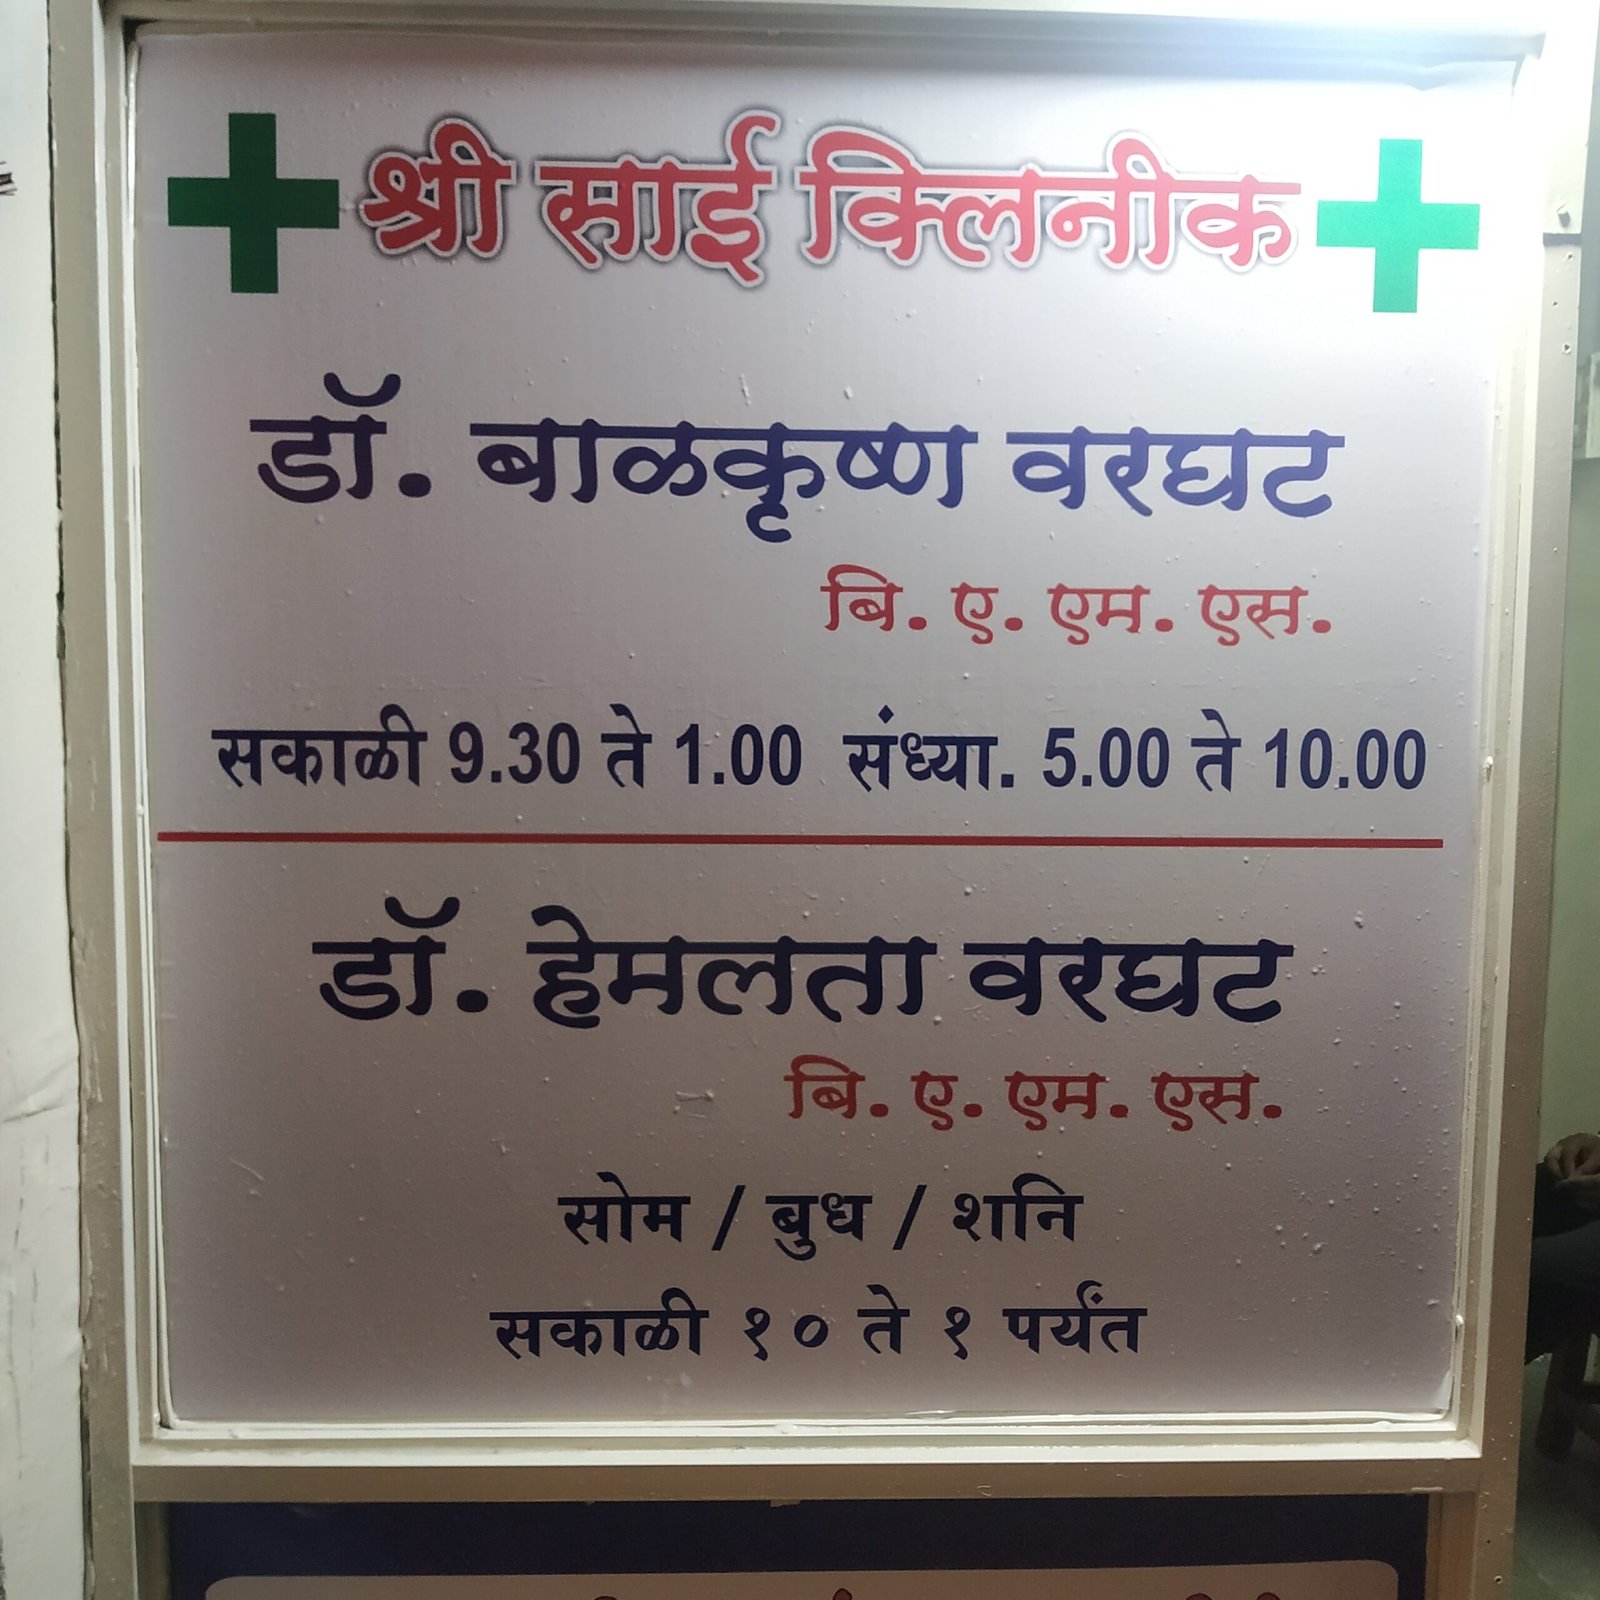 श्री साई क्लिनीक
डॉ. बाळकृष्ण वरघट
बि. ए. एम. एस.
सकाळी 9.30 ते 1.00 संध्या. 5.00 ते 10.00
डॉ. हेमलता वरघट
बि. ए. एम. एस.
सोम / बुध / शनि
सकाळी १० ते १ पर्यंत